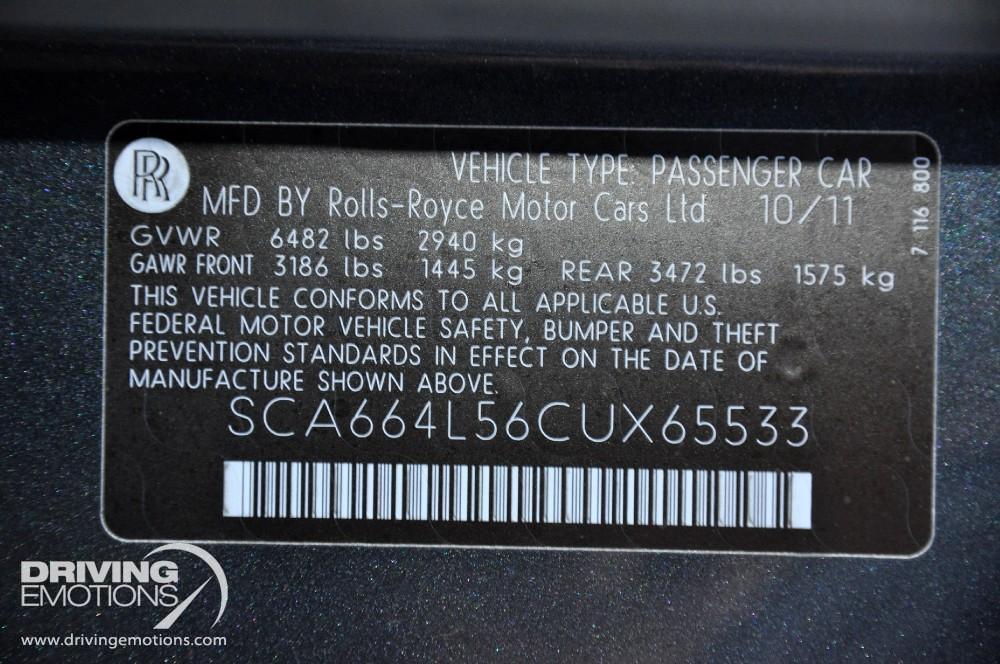 RR
VEHICLE TYPE: PASSENGER CAR
MFD BY Rolls-Royce Motor Cars Ltd. 10/11
7 116 800
GVWR 6482 lbs 2940 kg
GAWR FRONT 3186 lbs 1445 kg REAR 3472 lbs 1575 kg
THIS VEHICLE CONFORMS TO ALL APPLICABLE U.S.
FEDERAL MOTOR VEHICLE SAFETY, BUMPER AND THEFT
PREVENTION STANDARDS IN EFFECT ON THE DATE OF
MANUFACTURE SHOWN ABOVE.
SCA664L56CUX65533
DRIVING
EMOTIONS
www.drivingemotions.com